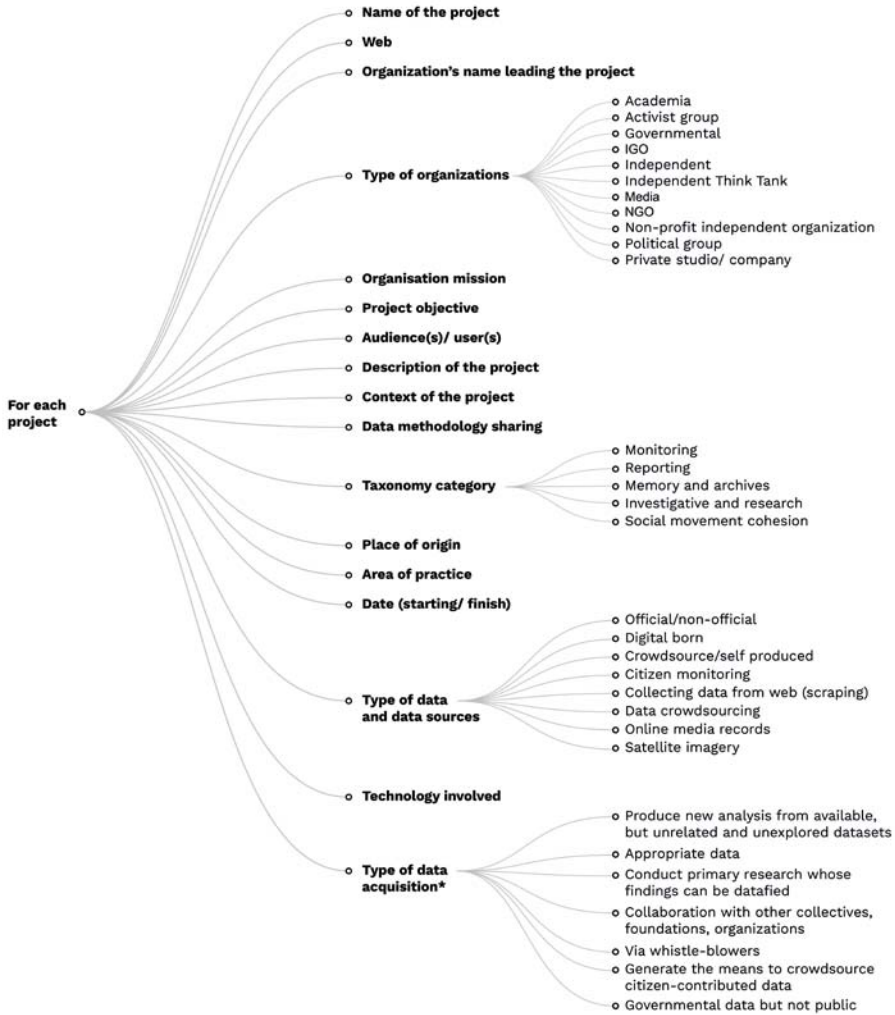 Name of the project
Web
Organization's name leading the project
Type of organizations
Academia
Activist group
Governmental
IGO
Independent
Independent Think Tank
Media
NGO
Non-profit independent organization
Political group
Private studio/ company
Organisation mission
Project objective
Audience(s)/ user(s)
Description of the project
Context of the project
Data methodology sharing
For each
project
Taxonomy category
Monitoring
Reporting
Memory and archives
Investigative and research
Social movement cohesion
Place of origin
Area of practice
Date (starting/ finish)
Type of data
and data sources
Official/non-official
Digital born
Crowdsource/self produced
Citizen monitoring
Collecting data from web (scraping)
Data crowdsourcing
Online media records
Satellite imagery
Technology involved
Type of data
acquisition*
Produce new analysis from available,
but unrelated and unexplored datasets
Appropriate data
Conduct primary research whose
findings can be datafied
Collaboration with other collectives,
foundations, organizations
Via whistle-blowers
Generate the means to crowdsource
citizen-contributed data
Governmental data but not public